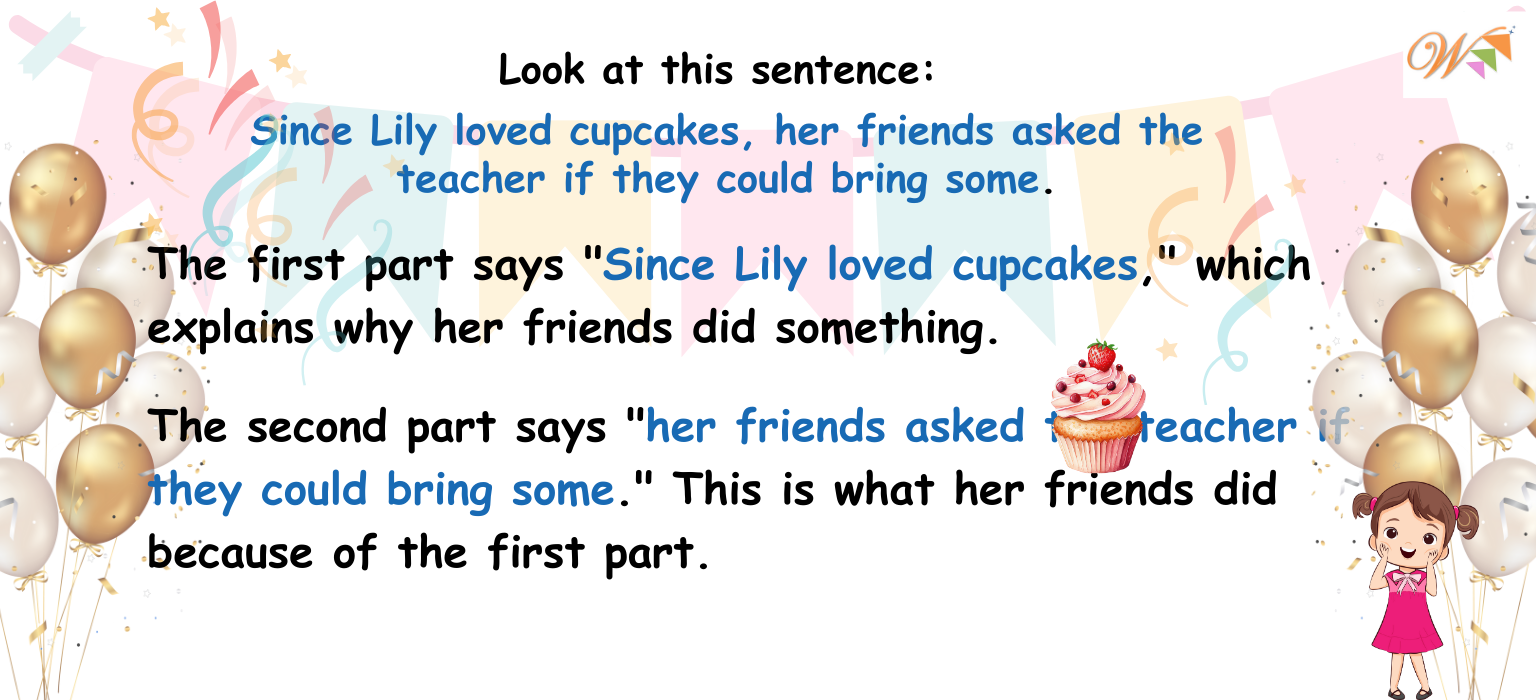 W
Look at this sentence:
Since Lily loved cupcakes, her friends asked the
teacher if they could bring some.
The first part says "Since Lily loved cupcakes," which
explains why her friends did something.
The second part says "her friends asked teacher if
they could bring some." This is what her friends did
because of the first part.